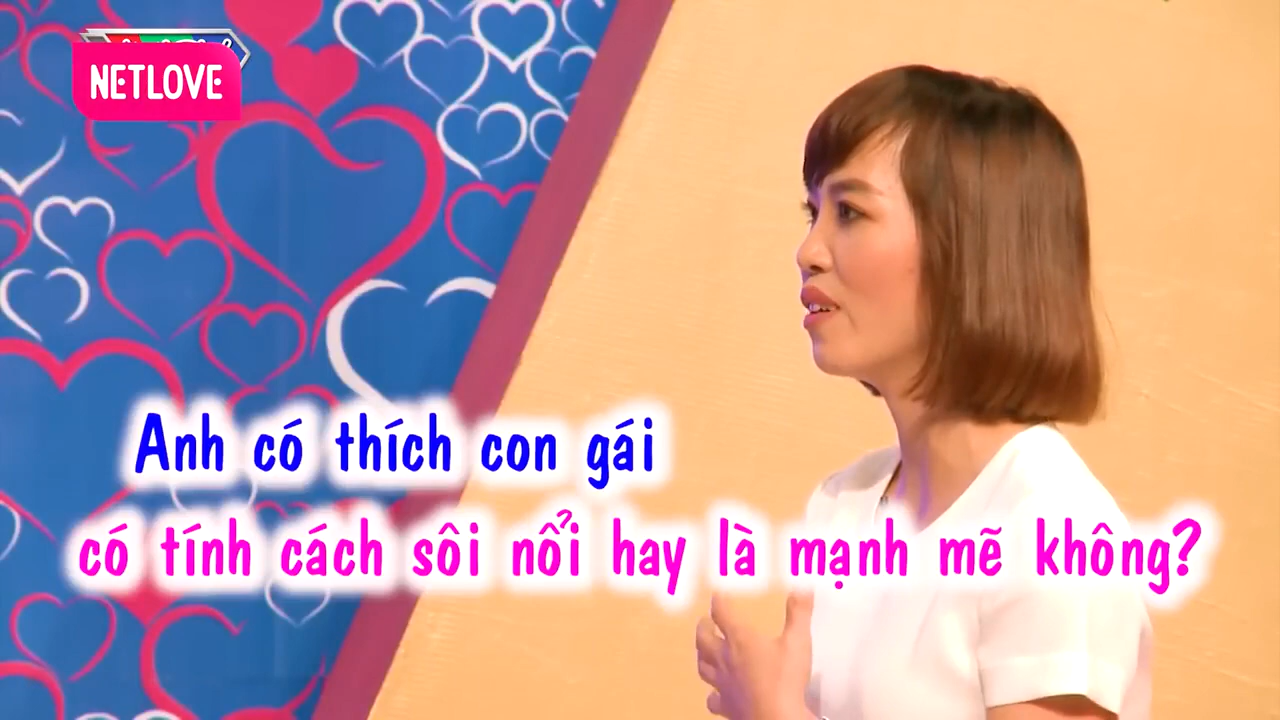 NETLOVE
Anh có thích con gái
có tính cách sôi nổi hay là mạnh mẽ không?